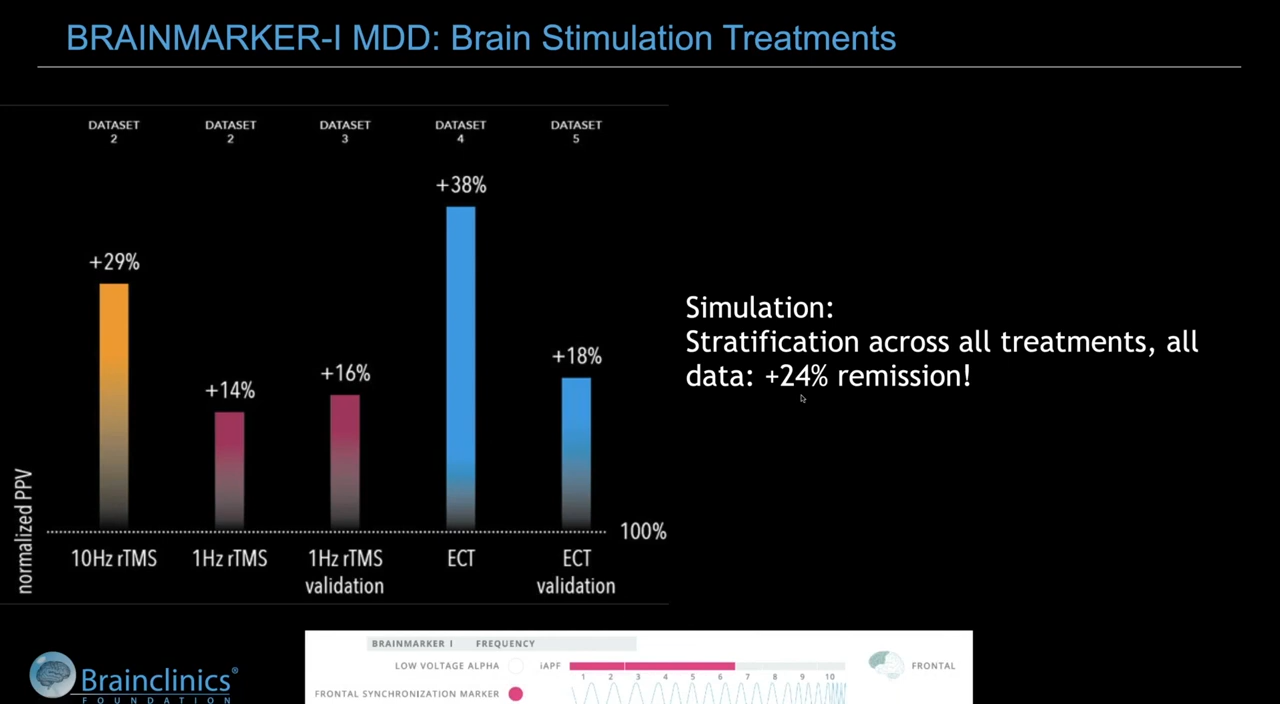 BRAINMARKER-I MDD: Brain Stimulation Treatments
DATASET 2
DATASET 2
DATASET 3
DATASET 4
DATASET 5
+29%
+14%
+16%
+38%
+18%
normalized PPV
100%
10Hz rTMS
1Hz rTMS
1Hz rTMS
validation
ECT
ECT
validation
Simulation:
Stratification across all treatments, all
data: +24% remission!
Brainclinics®
FOUNDATION
BRAINMARKER I FREQUENCY
LOW VOLTAGE ALPHA
iAPF
1 2 3 4 5 6 7 8 9 10
FRONTAL
FRONTAL SYNCHRONIZATION MARKER